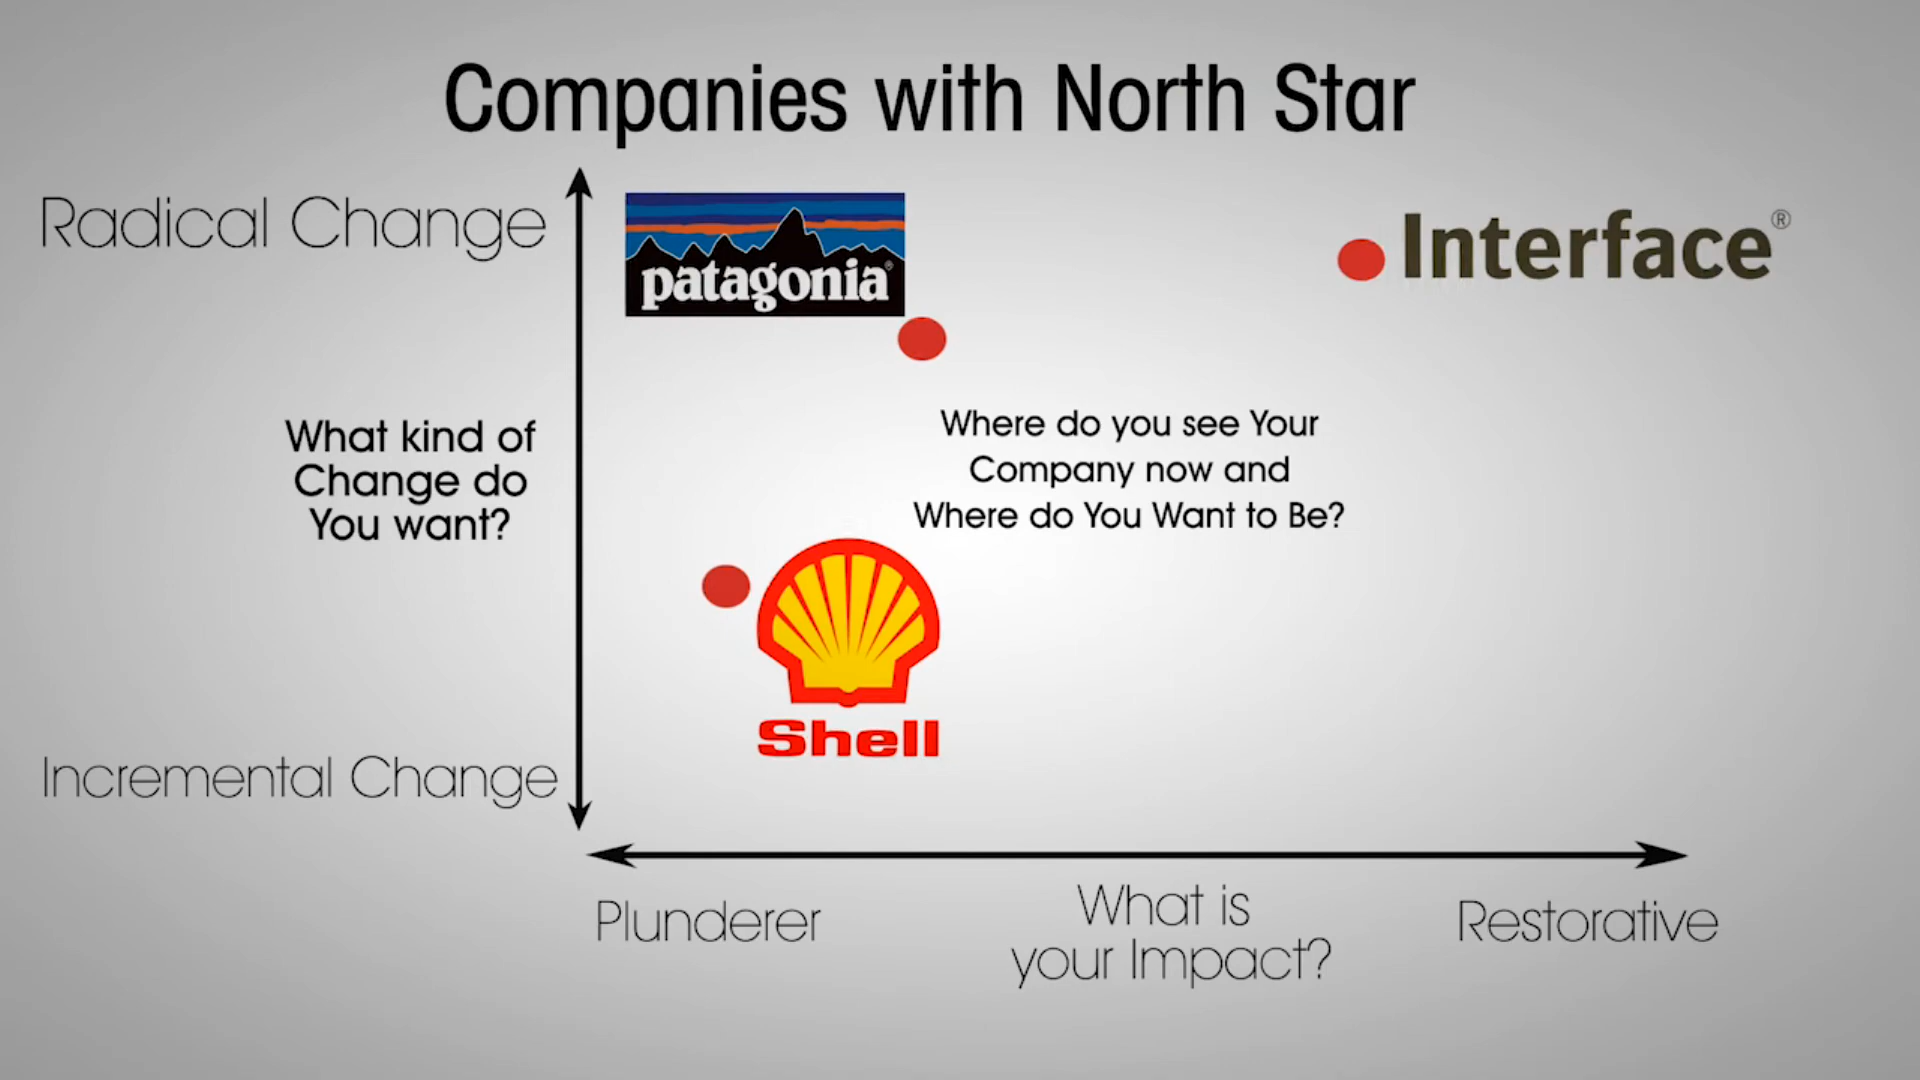 Companies with North Star
Radical Change
patagonia®
Interface®
What kind of
Change do
You want?
Where do you see Your
Company now and
Where do You Want to Be?
Shell
Incremental Change
Plunderer
What is
your Impact?
Restorative